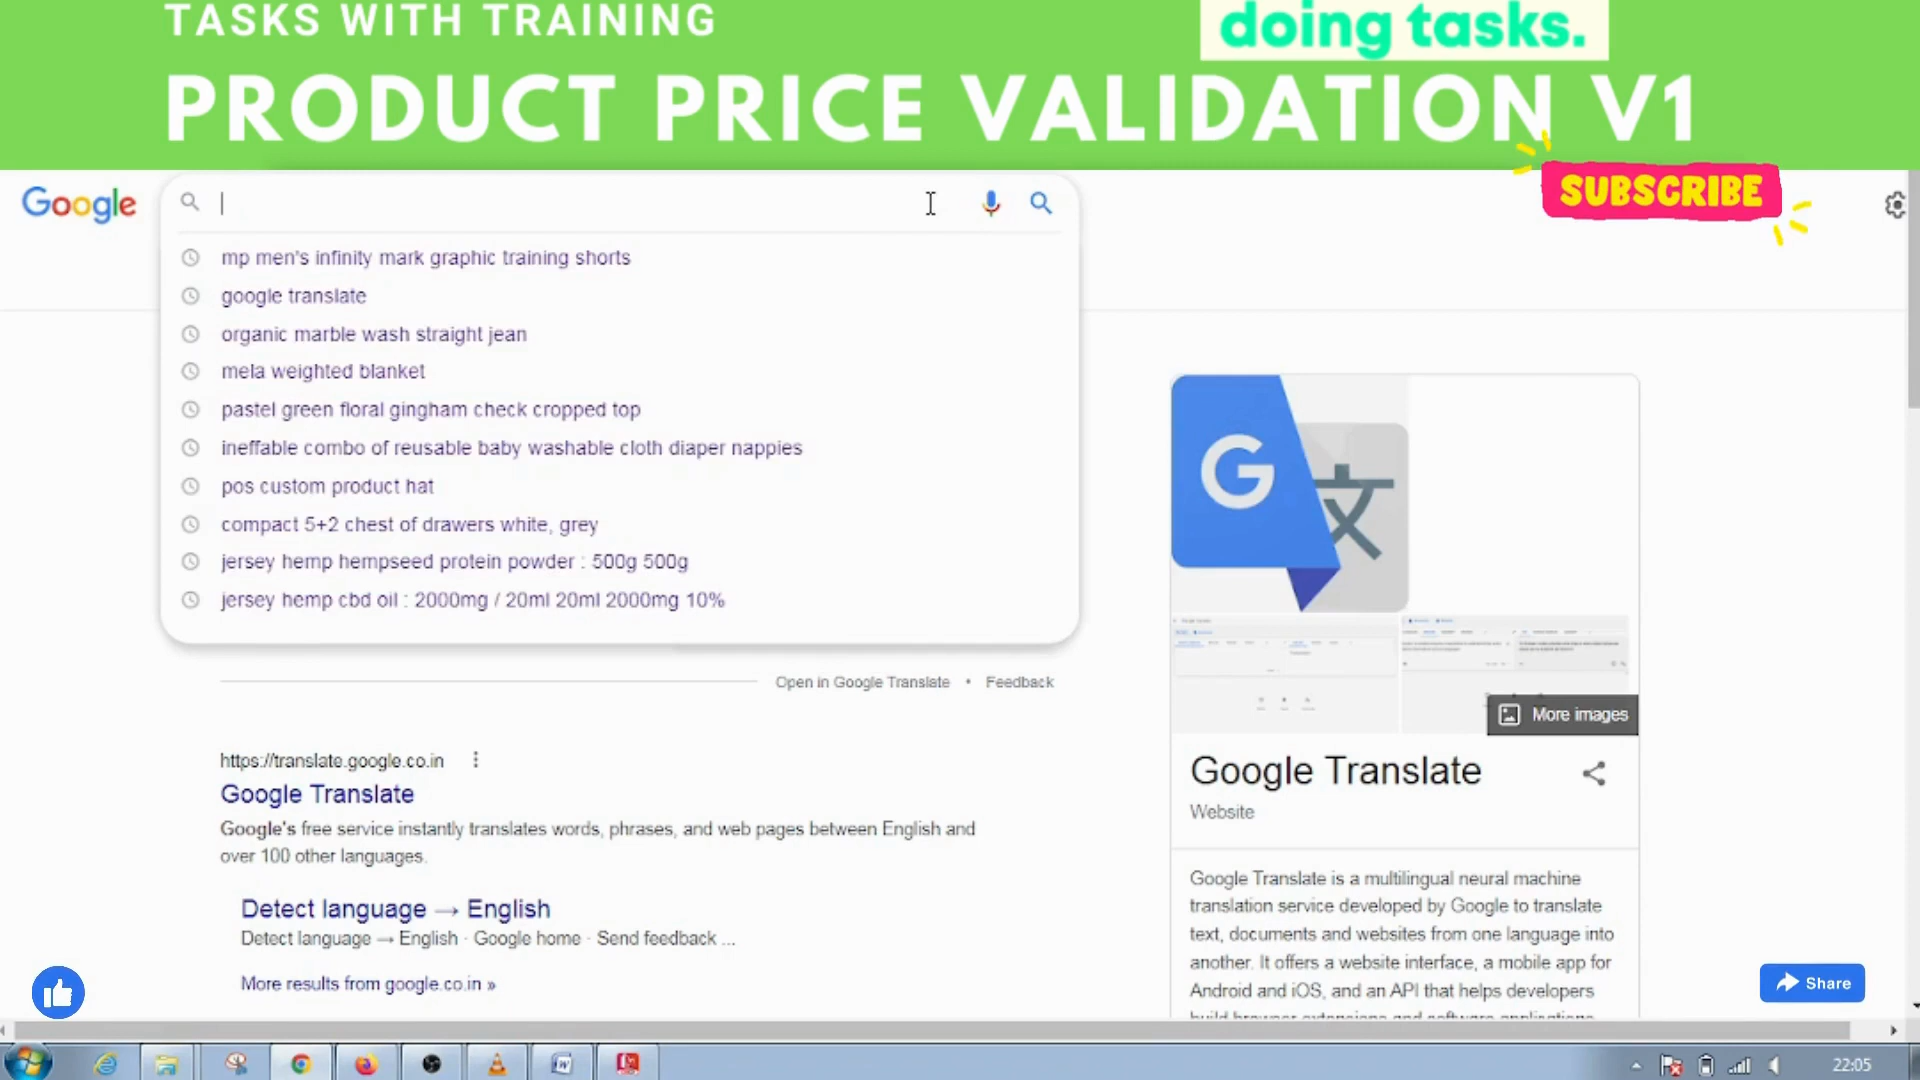 TASKS WITH TRAINING
doing tasks.
PRODUCT PRICE VALIDATION V1
SUBSCRIBE
Google
mp men's infinity mark graphic training shorts
google translate
organic marble wash straight jean
mela weighted blanket
pastel green floral gingham check cropped top
ineffable combo of reusable baby washable cloth diaper nappies
pos custom product hat
compact 5+2 chest of drawers white, grey
jersey hemp hempseed protein powder : 500g 500g
jersey hemp cbd oil : 2000mg / 20ml 20ml 2000mg 10%
Open in Google Translate • Feedback
G 文
More images
https://translate.google.co.in
Google Translate
Google's free service instantly translates words, phrases, and web pages between English and
over 100 other languages.
Detect language → English
Detect language → English · Google home · Send feedback ...
More results from google.co.in »
Google Translate
Website
Google Translate is a multilingual neural machine
translation service developed by Google to translate
text, documents and websites from one language into
another. It offers a website interface, a mobile app for
Android and iOS, and an API that helps developers
build browser extensions and software applications
Share
22:05